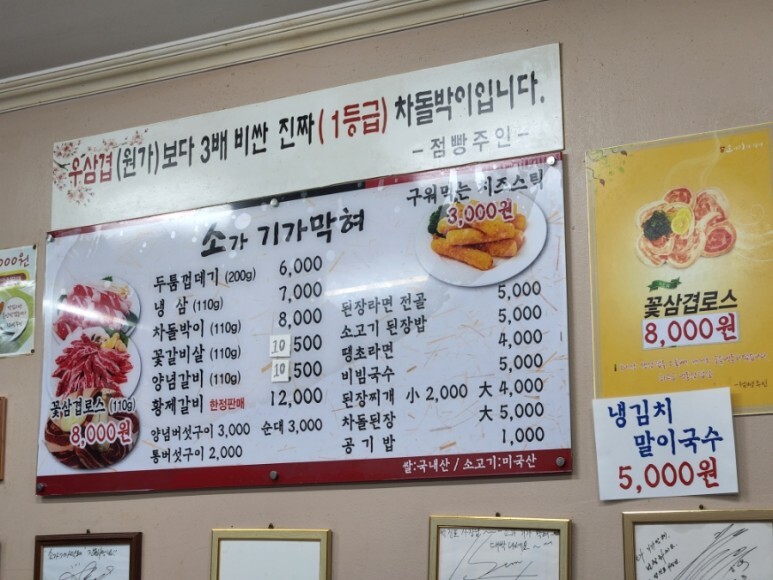 우삼겹(원가)보다 3배 비싼 진짜(1등급) 차돌박이입니다.
-점빵주인-
소가 기가막혀
구워먹는 치즈스틱
3,000원
두툼껍데기 (200g) 6,000
냉 삼 (110g) 7,000
차돌박이 (110g) 8,000
꽃갈비살 (110g) 10 500
양념갈비 (110g) 10 500
황제갈비 한정판매 12,000
양념버섯구이 3,000 순대 3,000
통버섯구이 2,000
꽃삼겹로스 (110g)
8,000원
된장라면 전골 5,000
소고기 된장밥 5,000
땡초라면 5,000
비빔국수 5,000
된장찌개 小 2,000 大 4,000
차돌된장 大 5,000
공기밥 1,000
쌀:국내산 / 소고기:미국산
꽃삼겹로스
8,000원
냉김치
말이국수
5,000원